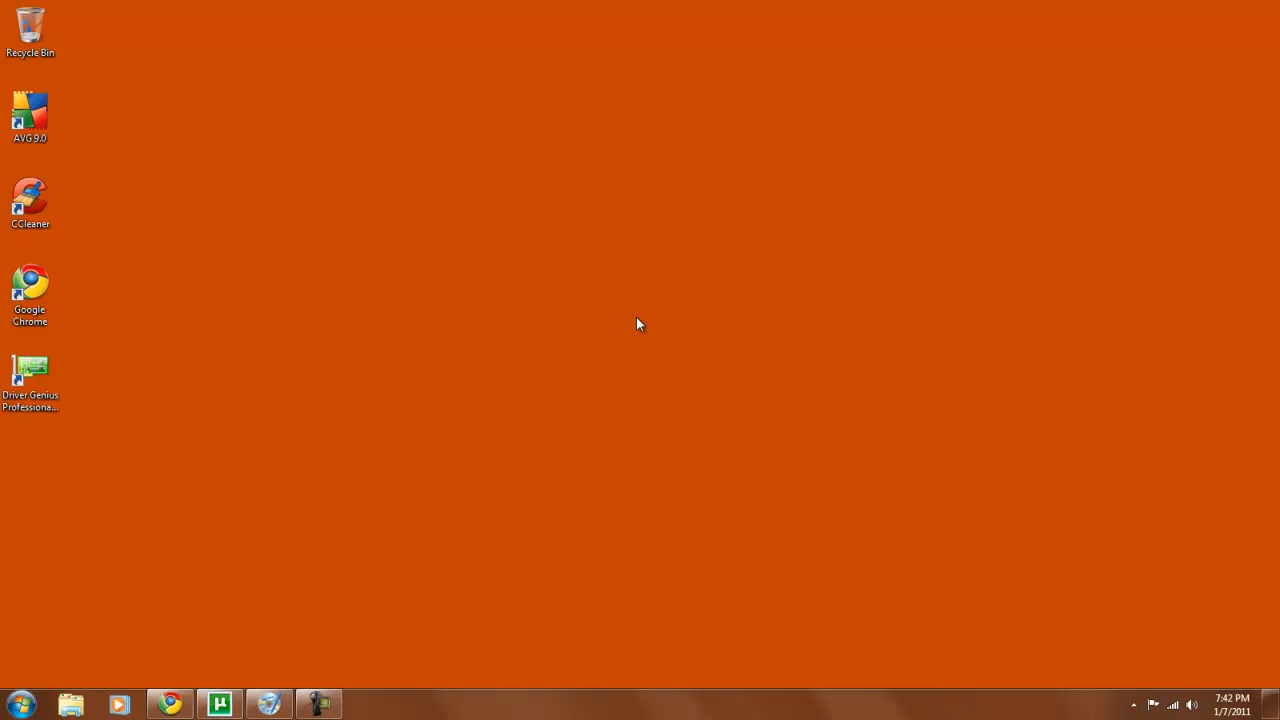 Recycle Bin
AVG 9.0
CCleaner
Google
Chrome
Driver Genius
Professiona...
µ
7:42 PM
1/7/2011